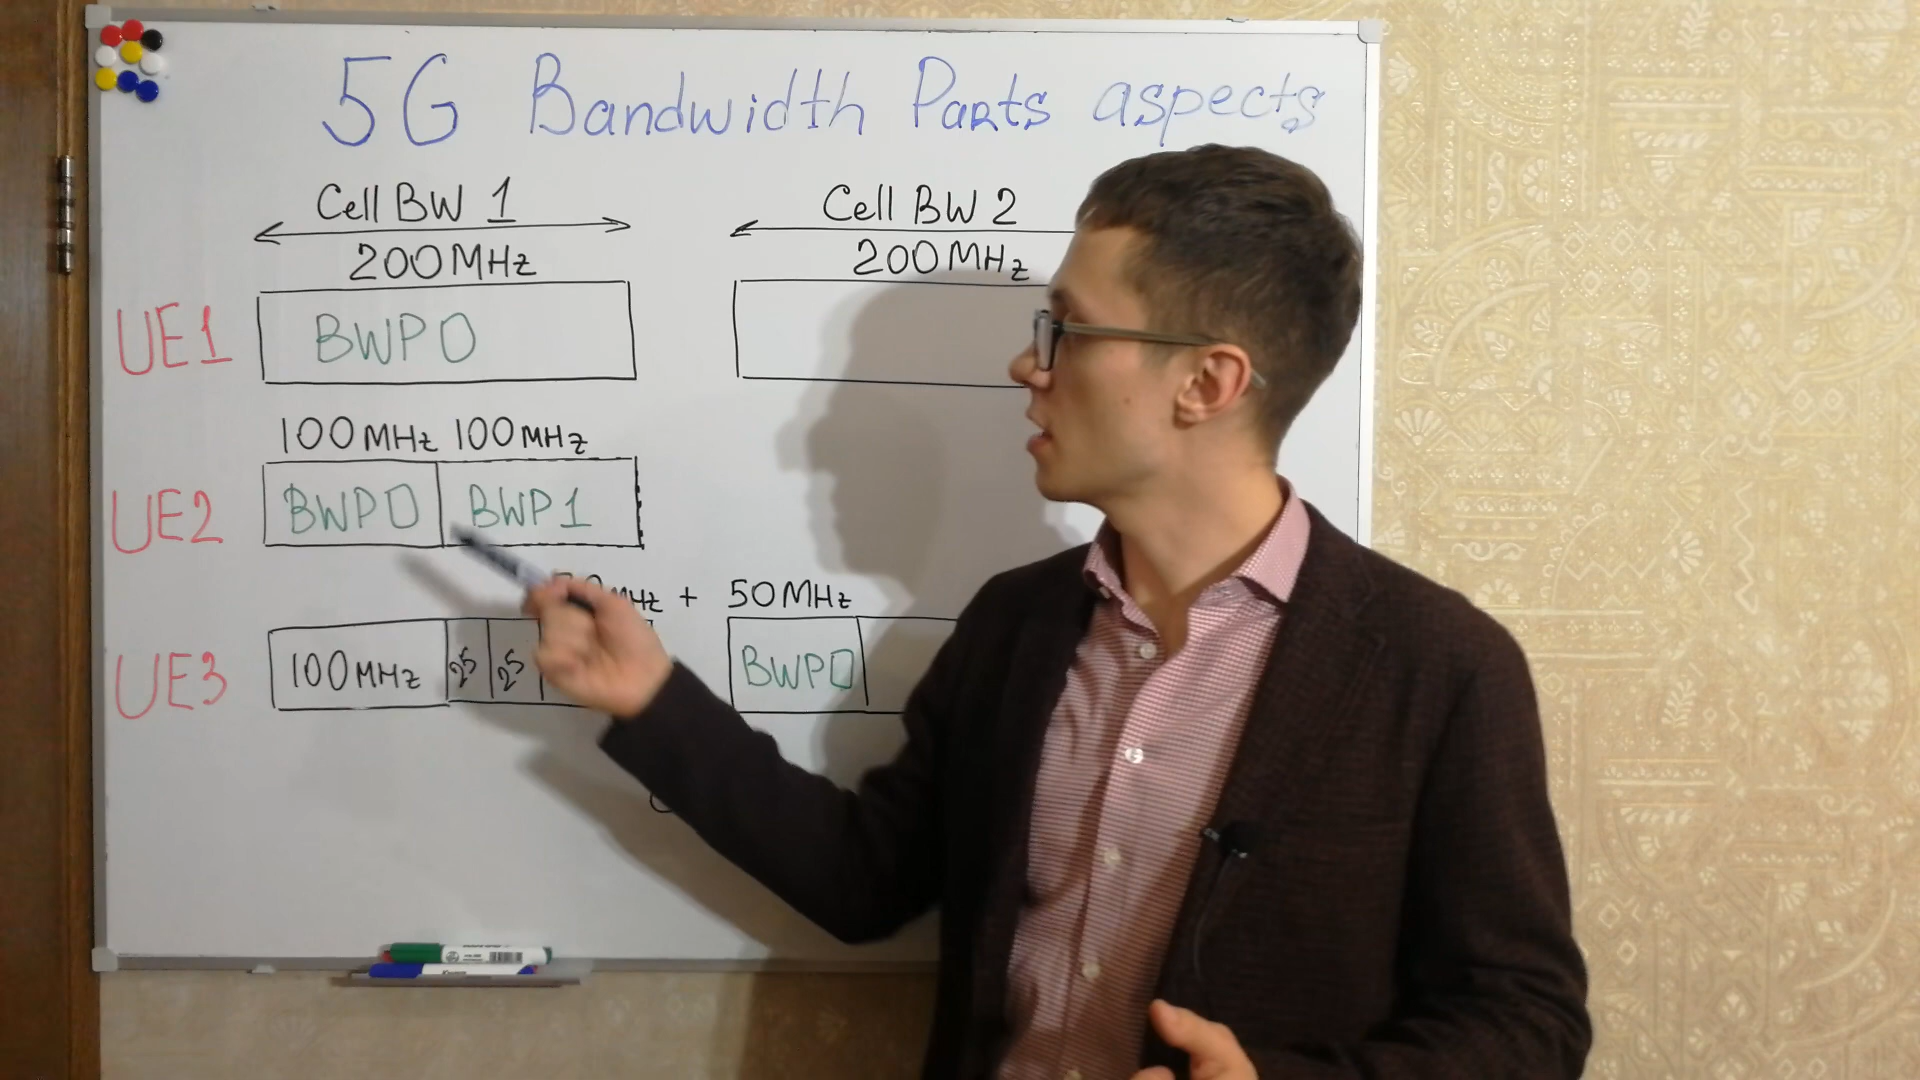 5G Bandwidth Parts aspects
Cell BW 1
200MHz
Cell BW 2
200MHz
UE1
BWP0
100MHz 100MHz
UE2
BWP0
BWP1
MHz + 50MHz
UE3
100MHz
25
25
BWP0